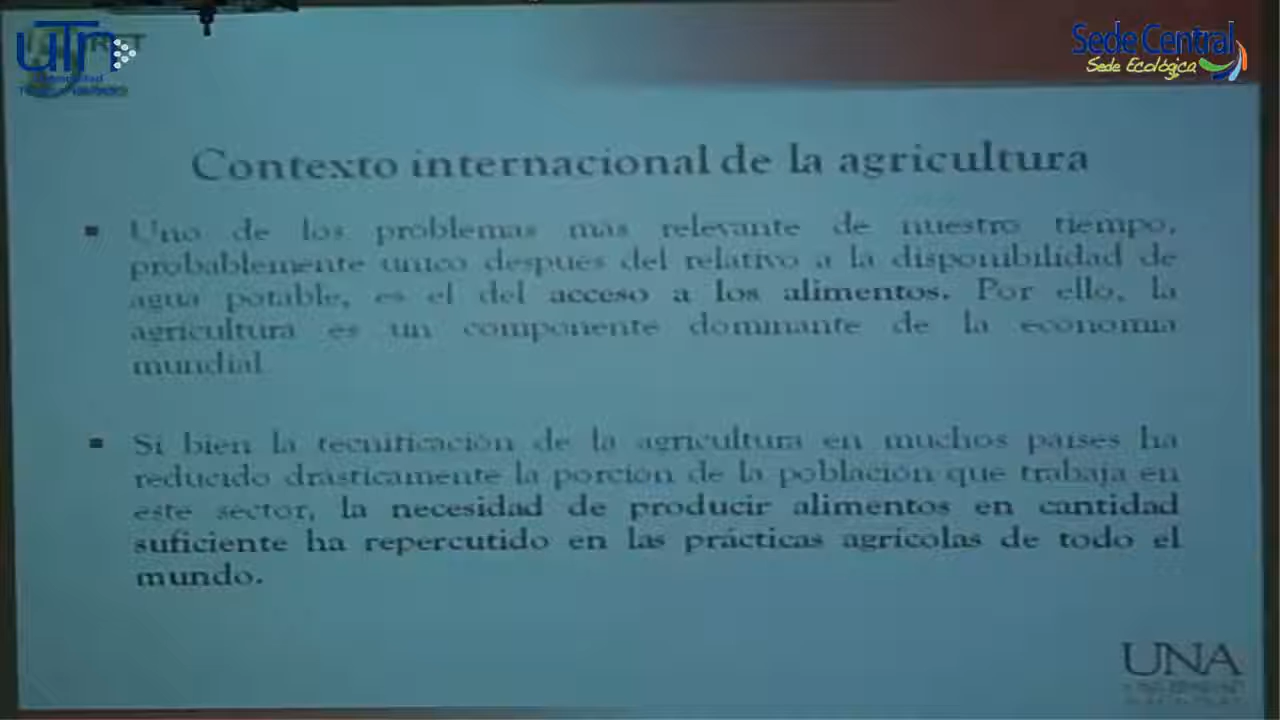 utn
RET
Sede Central
Sede Ecológica
Contexto internacional de la agricultura
Uno de los problemas más relevante de nuestro tiempo,
probablemente único después del relativo a la disponibilidad de
agua potable, es el del acceso a los alimentos. Por ello, la
agricultura es un componente dominante de la economía
mundial
Si bien la tecnificación de la agricultura en muchos países ha
reducido drásticamente la porción de la población que trabaja en
este sector, la necesidad de producir alimentos en cantidad
suficiente ha repercutido en las prácticas agrícolas de todo el
mundo.
UNA